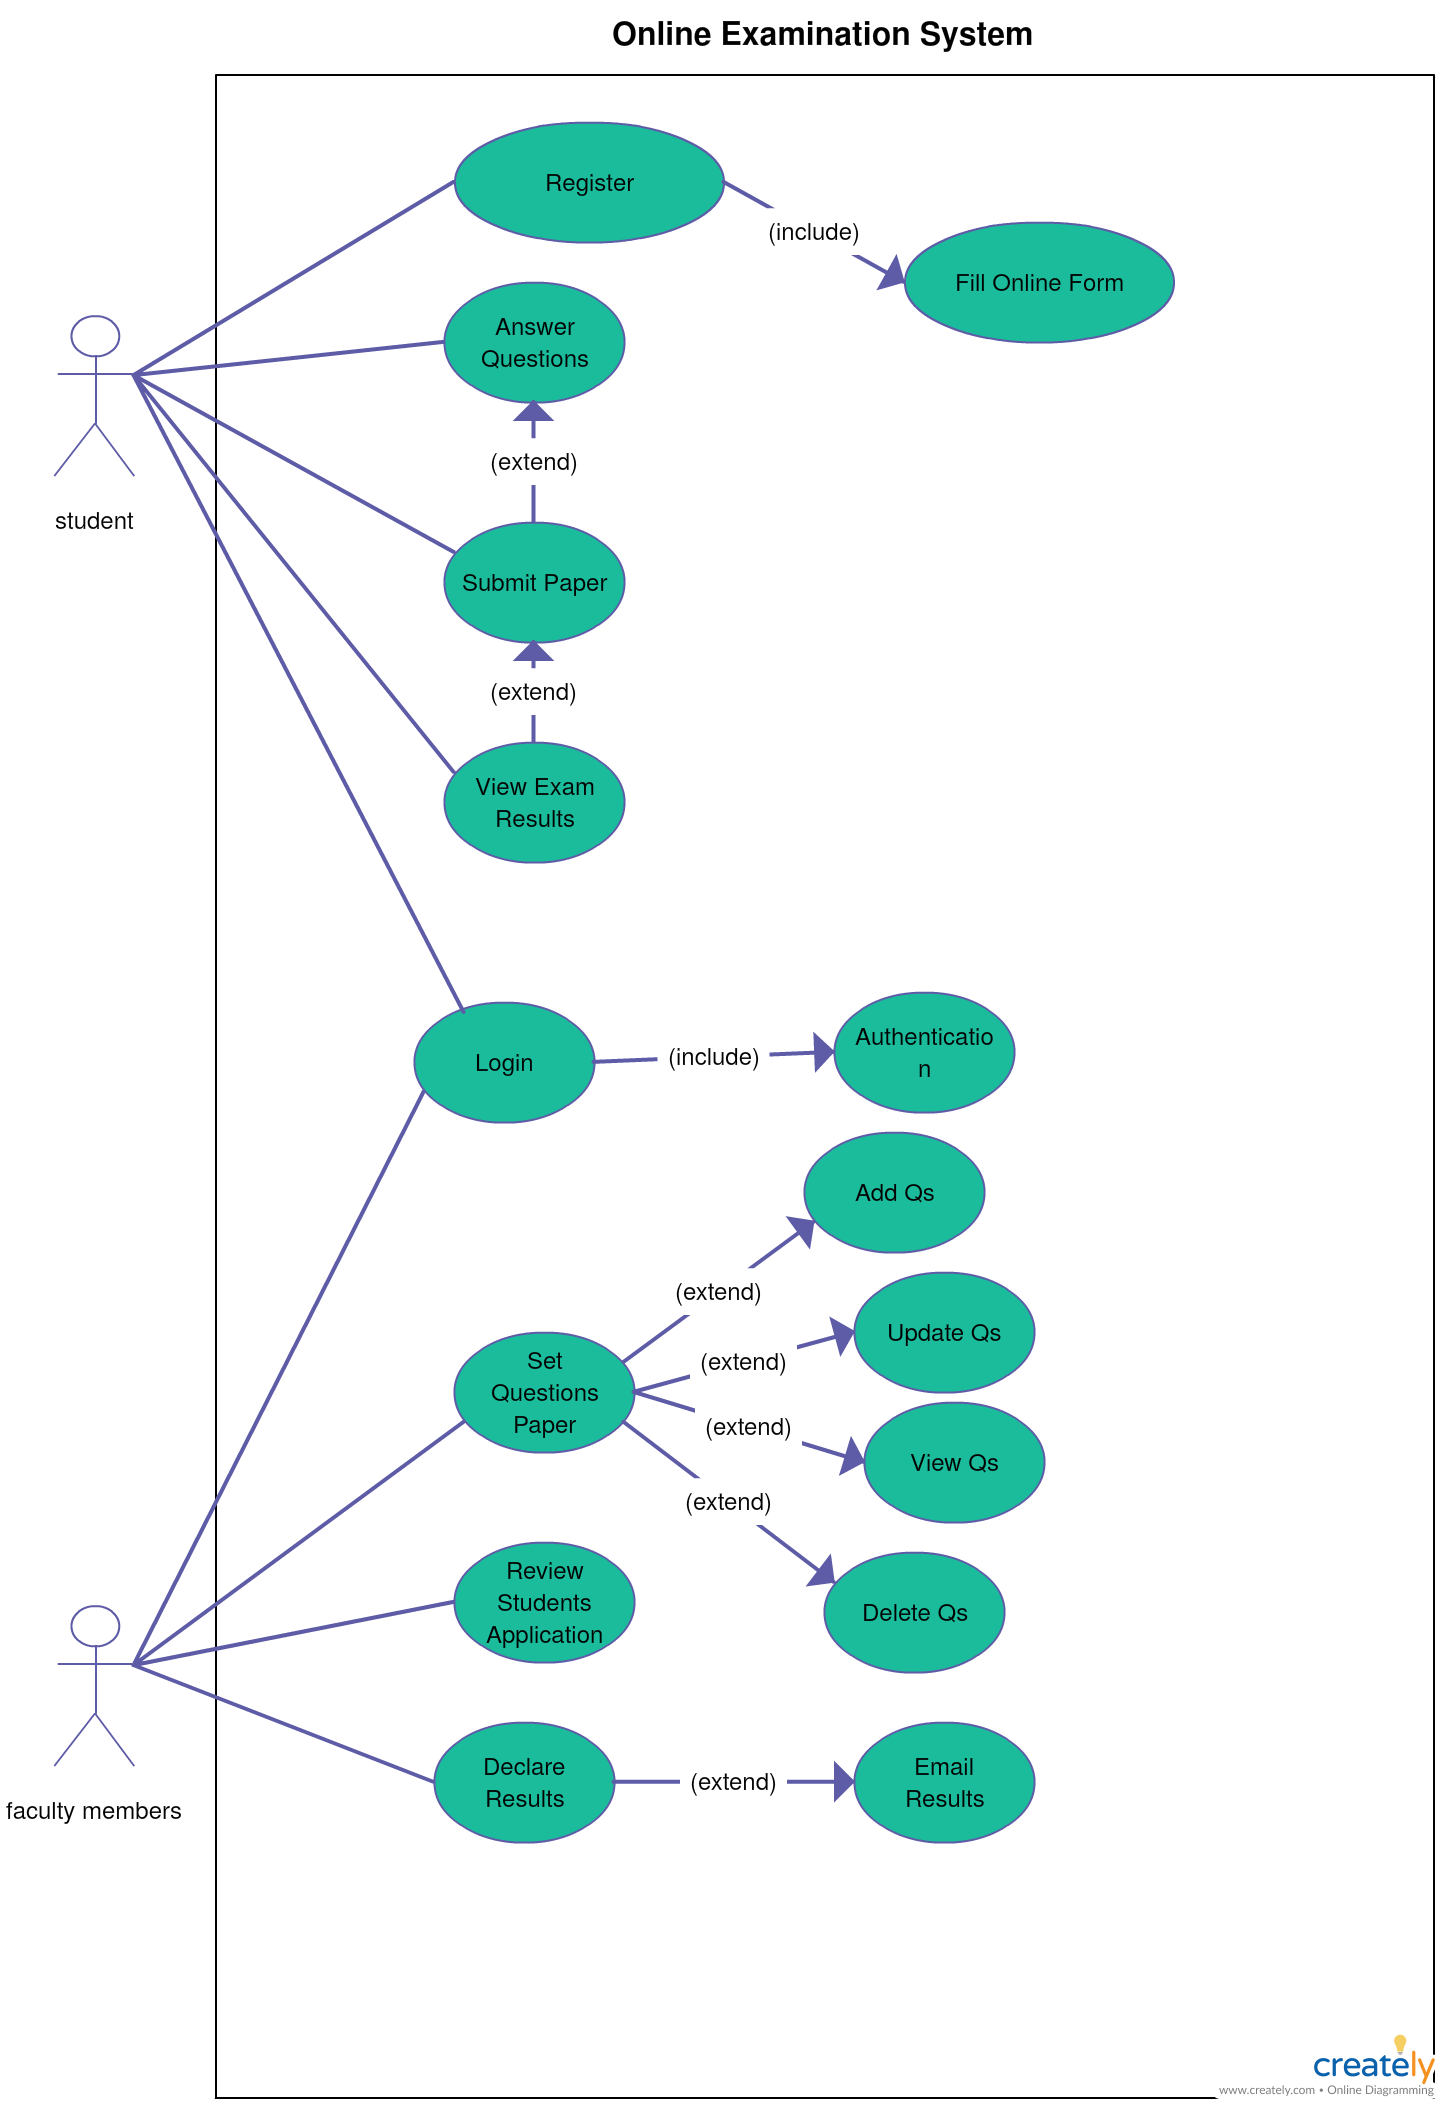 Online Examination System
Register
(include)
Fill Online Form
Answer
Questions
(extend)
student
Submit Paper
(extend)
View Exam
Results
Login
(include)
Authenticatio
n
Add Qs
(extend)
Update Qs
(extend)
Set
Questions
Paper
(extend)
View Qs
(extend)
Delete Qs
Review
Students
Application
faculty members
Declare
Results
(extend)
Email
Results
creately
www.creately.com • Online Diagramming